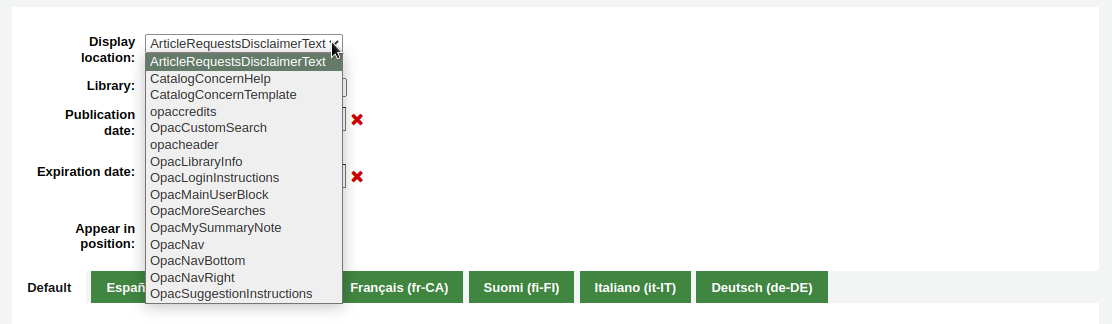 Display location:
ArticleRequestsDisclaimerText
ArticleRequestsDisclaimerText
CatalogConcernHelp
CatalogConcernTemplate
opaccredits
OpacCustomSearch
opacheader
OpacLibraryInfo
OpacLoginInstructions
OpacMainUserBlock
OpacMoreSearches
OpacMySummaryNote
OpacNav
OpacNavBottom
OpacNavRight
OpacSuggestionInstructions
Library:
Publication date:
Expiration date:
Appear in position:
Default
Français (fr-CA)
Suomi (fi-FI)
Italiano (it-IT)
Deutsch (de-DE)